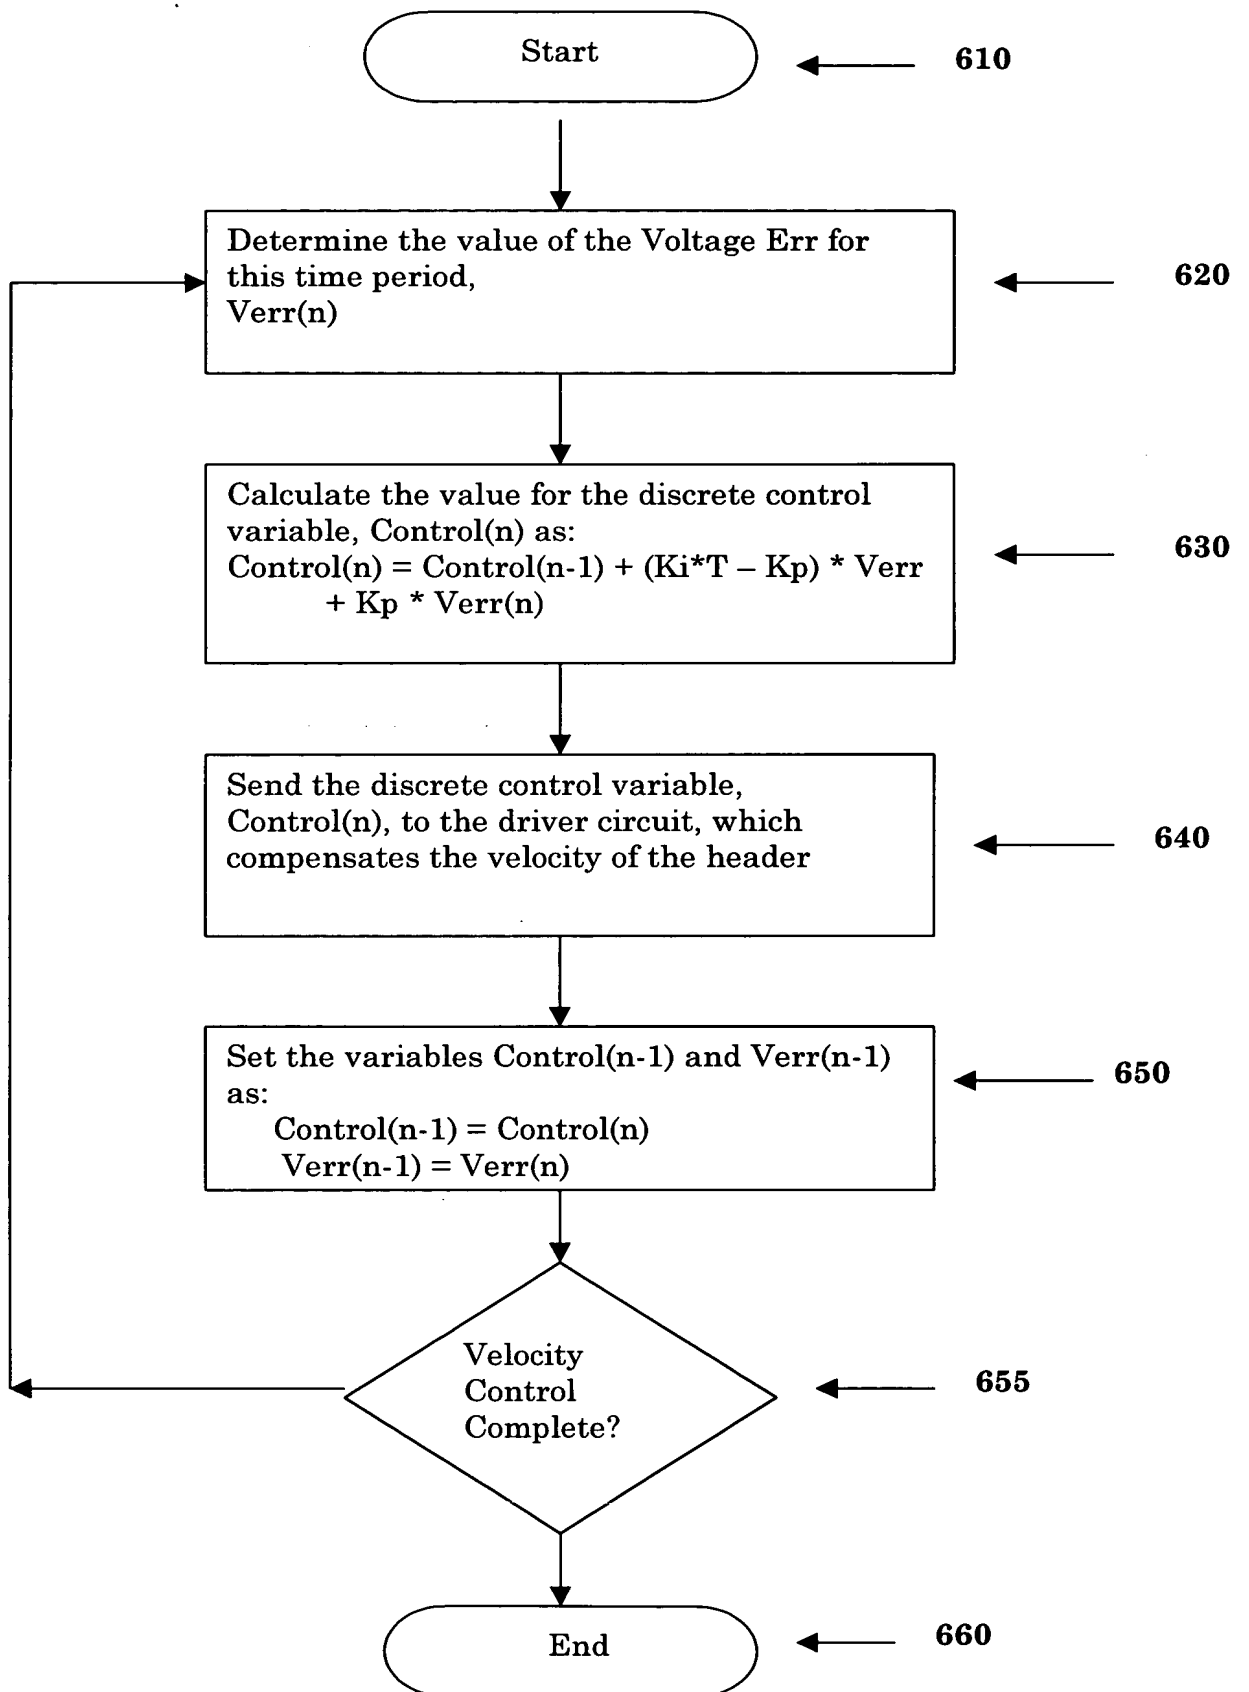 Start
610
Determine the value of the Voltage Err for
this time period,
Verr(n)
620
Calculate the value for the discrete control
variable, Control(n) as:
Control(n) = Control(n-1) + (Ki*T – Kp) * Verr
+ Kp * Verr(n)
630
Send the discrete control variable,
Control(n), to the driver circuit, which
compensates the velocity of the header
640
Set the variables Control(n-1) and Verr(n-1)
as:
Control(n-1) = Control(n)
Verr(n-1) = Verr(n)
650
Velocity
Control
Complete?
655
End
660